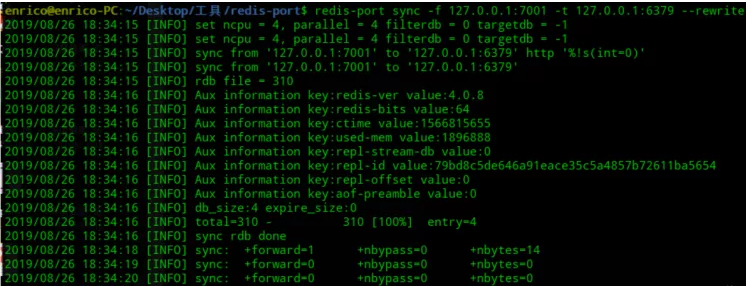 enrico@enrico-PC:~/Desktop/工具/redis-port$ redis-port sync -f 127.0.0.1:7001 -t 127.0.0.1:6379 --rewrite
2019/08/26 18:34:15 [INFO] set ncpu = 4, parallel = 4 filterdb = 0 targetdb = -1
2019/08/26 18:34:15 [INFO] set ncpu = 4, parallel = 4 filterdb = 0 targetdb = -1
2019/08/26 18:34:15 [INFO] sync from '127.0.0.1:7001' to '127.0.0.1:6379' http '%!s(int=0)'
2019/08/26 18:34:15 [INFO] sync from '127.0.0.1:7001' to '127.0.0.1:6379'
2019/08/26 18:34:15 [INFO] rdb file = 310
2019/08/26 18:34:16 [INFO] Aux information key:redis-ver value:4.0.8
2019/08/26 18:34:16 [INFO] Aux information key:redis-bits value:64
2019/08/26 18:34:16 [INFO] Aux information key:ctime value:1566815655
2019/08/26 18:34:16 [INFO] Aux information key:used-mem value:1896888
2019/08/26 18:34:16 [INFO] Aux information key:repl-stream-db value:0
2019/08/26 18:34:16 [INFO] Aux information key:repl-id value:79bd8c5de646a91eace35c5a4857b72611ba5654
2019/08/26 18:34:16 [INFO] Aux information key:repl-offset value:0
2019/08/26 18:34:16 [INFO] Aux information key:aof-preamble value:0
2019/08/26 18:34:16 [INFO] db_size:4 expire_size:0
2019/08/26 18:34:16 [INFO] total=310 - 310 [100%] entry=4
2019/08/26 18:34:16 [INFO] sync rdb done
2019/08/26 18:34:18 [INFO] sync: +forward=1 +nbypass=0 +nbytes=14
2019/08/26 18:34:19 [INFO] sync: +forward=0 +nbypass=0 +nbytes=0
2019/08/26 18:34:20 [INFO] sync: +forward=0 +nbypass=0 +nbytes=0